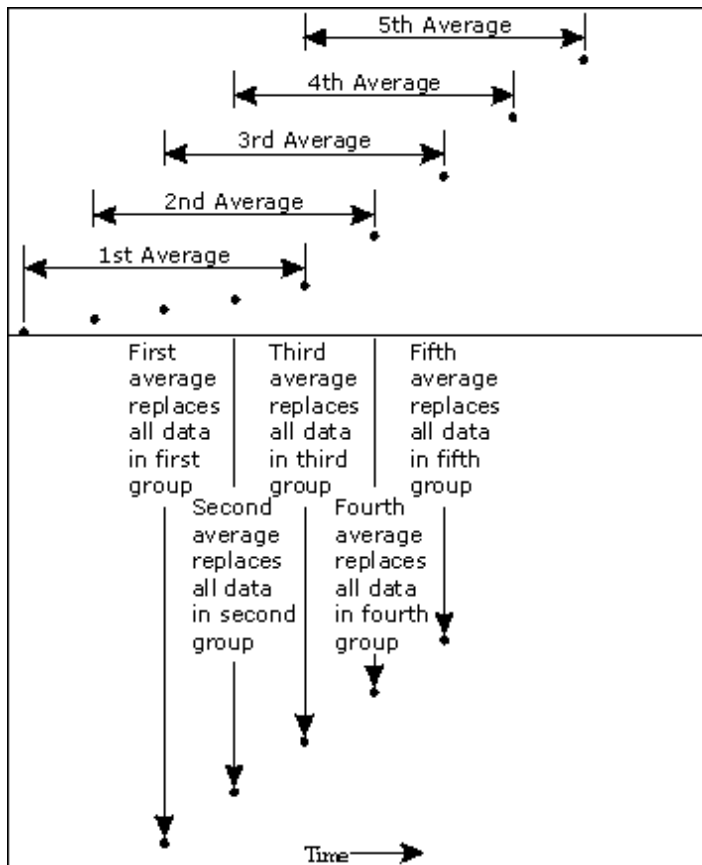 5th Average
4th Average
3rd Average
2nd Average
1st Average
First
average
replaces
all data
in first
group
Second
average
replaces
all data
in second
group
Third
average
replaces
all data
in third
group
Fourth
average
replaces
all data
in fourth
group
Fifth
average
replaces
all data
in fifth
group
Time